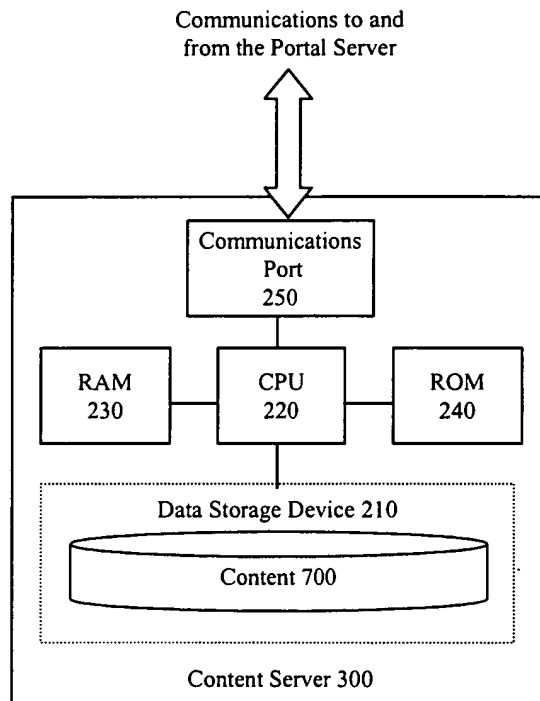 Communications to and
from the Portal Server
Communications
Port
250
RAM
230
CPU
220
ROM
240
Data Storage Device 210
Content 700
Content Server 300